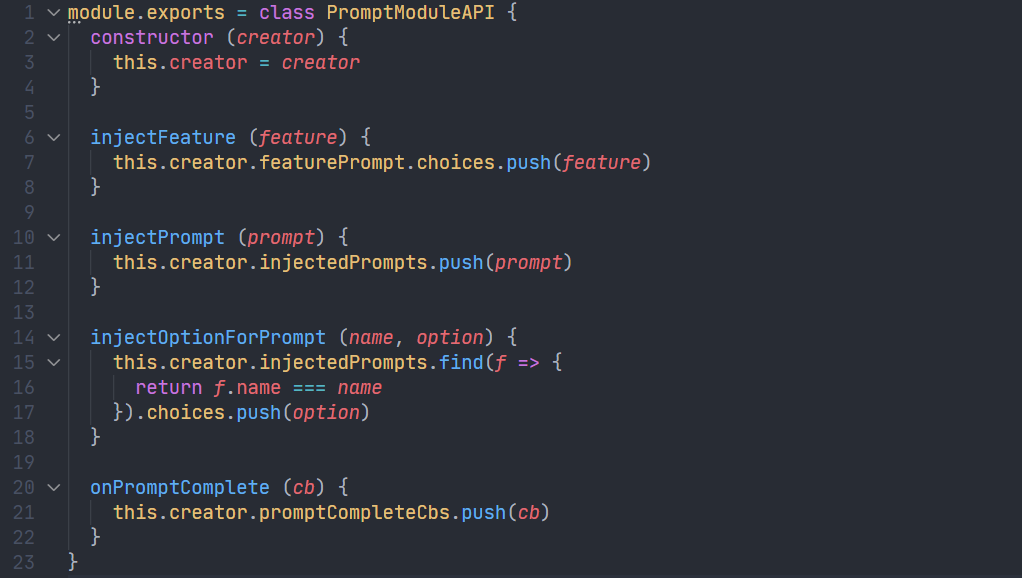 1 module.exports = class PromptModuleAPI {
2 constructor (creator) {
3 this.creator = creator
4 }
5
6 injectFeature (feature) {
7 this.creator.featurePrompt.choices.push(feature)
8 }
9
10 injectPrompt (prompt) {
11 this.creator.injectedPrompts.push(prompt)
12 }
13
14 injectOptionForPrompt (name, option) {
15 this.creator.injectedPrompts.find(f => {
16 return f.name === name
17 }).choices.push(option)
18 }
19
20 onPromptComplete (cb) {
21 this.creator.promptCompleteCbs.push(cb)
22 }
23 }